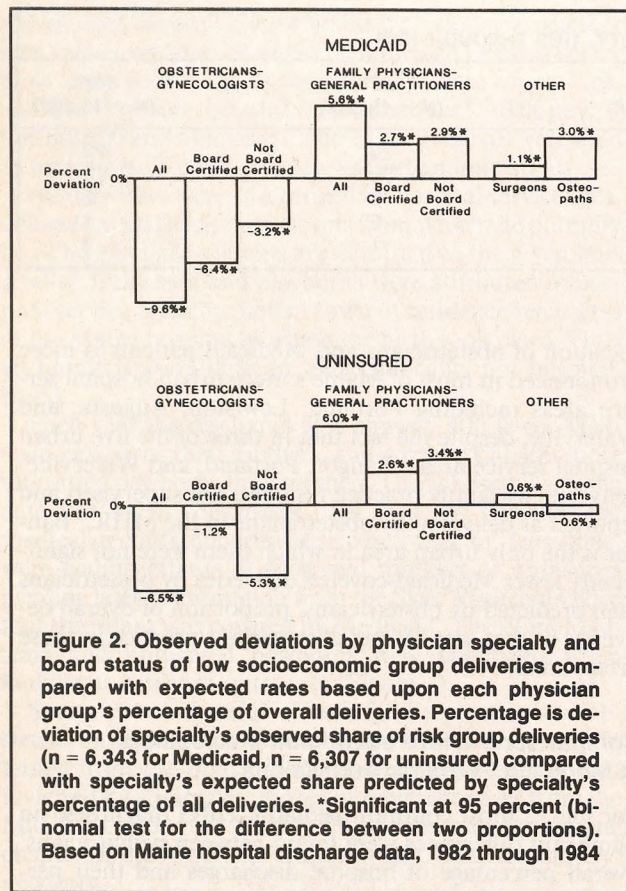 MEDICAID
OBSTETRICIANS-
GYNECOLOGISTS
FAMILY PHYSICIANS-
GENERAL PRACTITIONERS
OTHER
5.6%*
2.7%*
2.9%*
1.1%*
3.0%*
Percent
Deviation
0%
All
Board
Certified
Not
Board
Certified
All
Board
Certified
Not
Board
Certified
Surgeons
Osteo-
paths
-3.2%*
-6.4%*
-9.6%*
UNINSURED
OBSTETRICIANS-
GYNECOLOGISTS
FAMILY PHYSICIANS-
GENERAL PRACTITIONERS
OTHER
6.0%*
2.6%*
3.4%*
0.6%*
Osteo-
paths
Percent
Deviation
0%
All
Board
Certified
Not
Board
Certified
All
Board
Certified
Not
Board
Certified
Surgeons
-0.6%*
-1.2%
-5.3%*
-6.5%*
Figure 2. Observed deviations by physician specialty and
board status of low socioeconomic group deliveries com-
pared with expected rates based upon each physician
group's percentage of overall deliveries. Percentage is de-
viation of specialty's observed share of risk group deliveries
(n = 6,343 for Medicaid, n = 6,307 for uninsured) compared
with specialty's expected share predicted by specialty's
percentage of all deliveries. *Significant at 95 percent (bi-
nomial test for the difference between two proportions).
Based on Maine hospital discharge data, 1982 through 1984